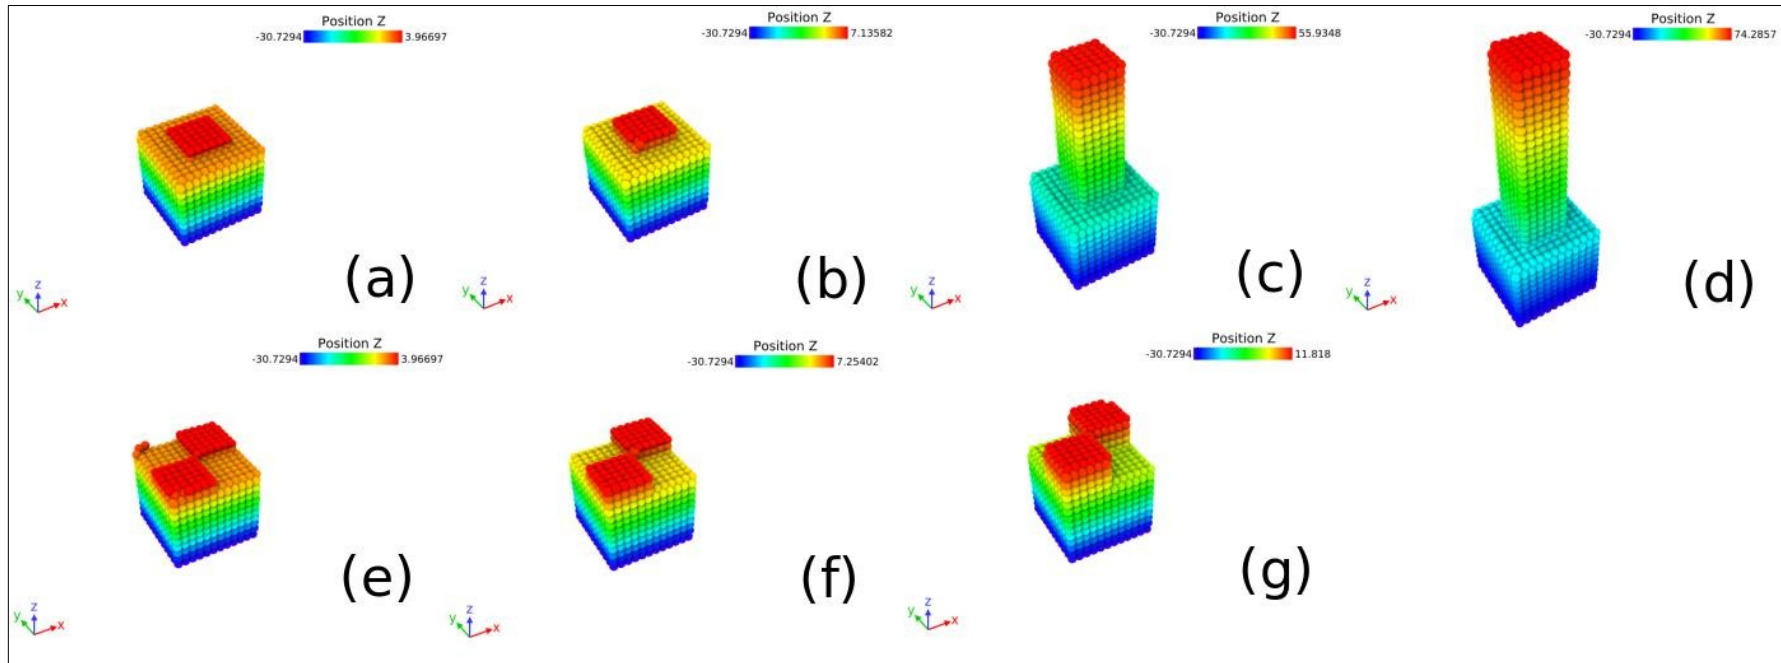 Position Z
-30.7294 3.96697
Position Z
-30.7294 7.13582
Position Z
-30.7294 55.9348
Position Z
-30.7294 74.2857
z
y
x
(a)
z
y
x
(b)
z
y
x
(c)
z
y
x
(d)
Position Z
-30.7294 3.96697
Position Z
-30.7294 7.25402
Position Z
-30.7294 11.818
z
y
x
(e)
z
y
x
(f)
z
y
x
(g)